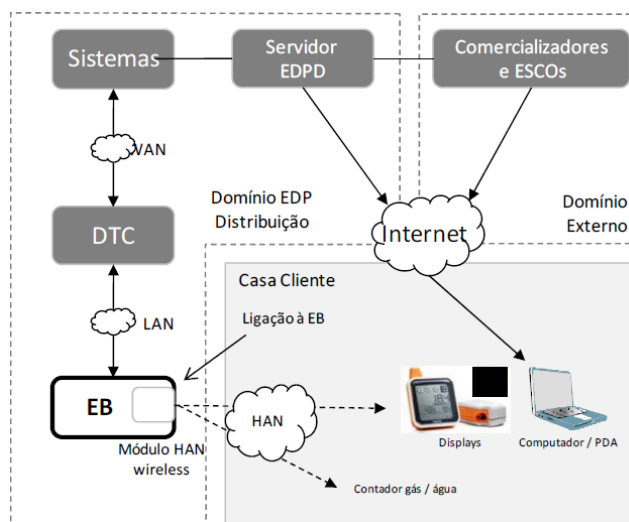 Sistemas
Servidor
EDPD
Comercializadores
e ESCOs
WAN
Domínio EDP
Distribuição
Domínio
Externo
Internet
DTC
Casa Cliente
LAN
Ligação à EB
EB
HAN
Módulo HAN
wireless
Displays
Computador / PDA
Contador gás / água